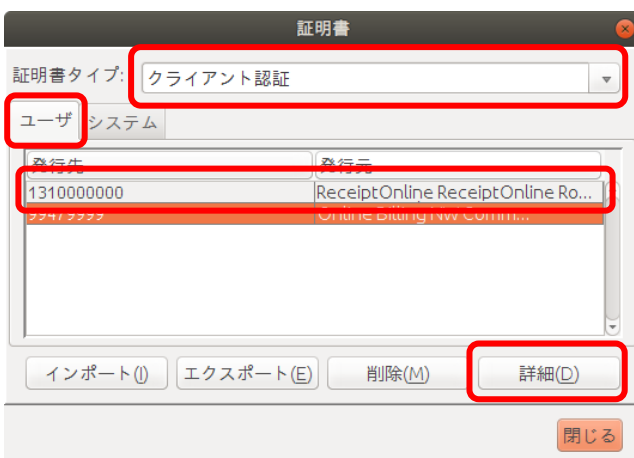 証明書
証明書タイプ: クライアント認証
ユーザ システム
発行先 発行元
1310000000 ReceiptOnline ReceiptOnline Ro...
99479999 Online Billing NW Comm...
インポート(I) エクスポート(E) 削除(M) 詳細(D)
閉じる